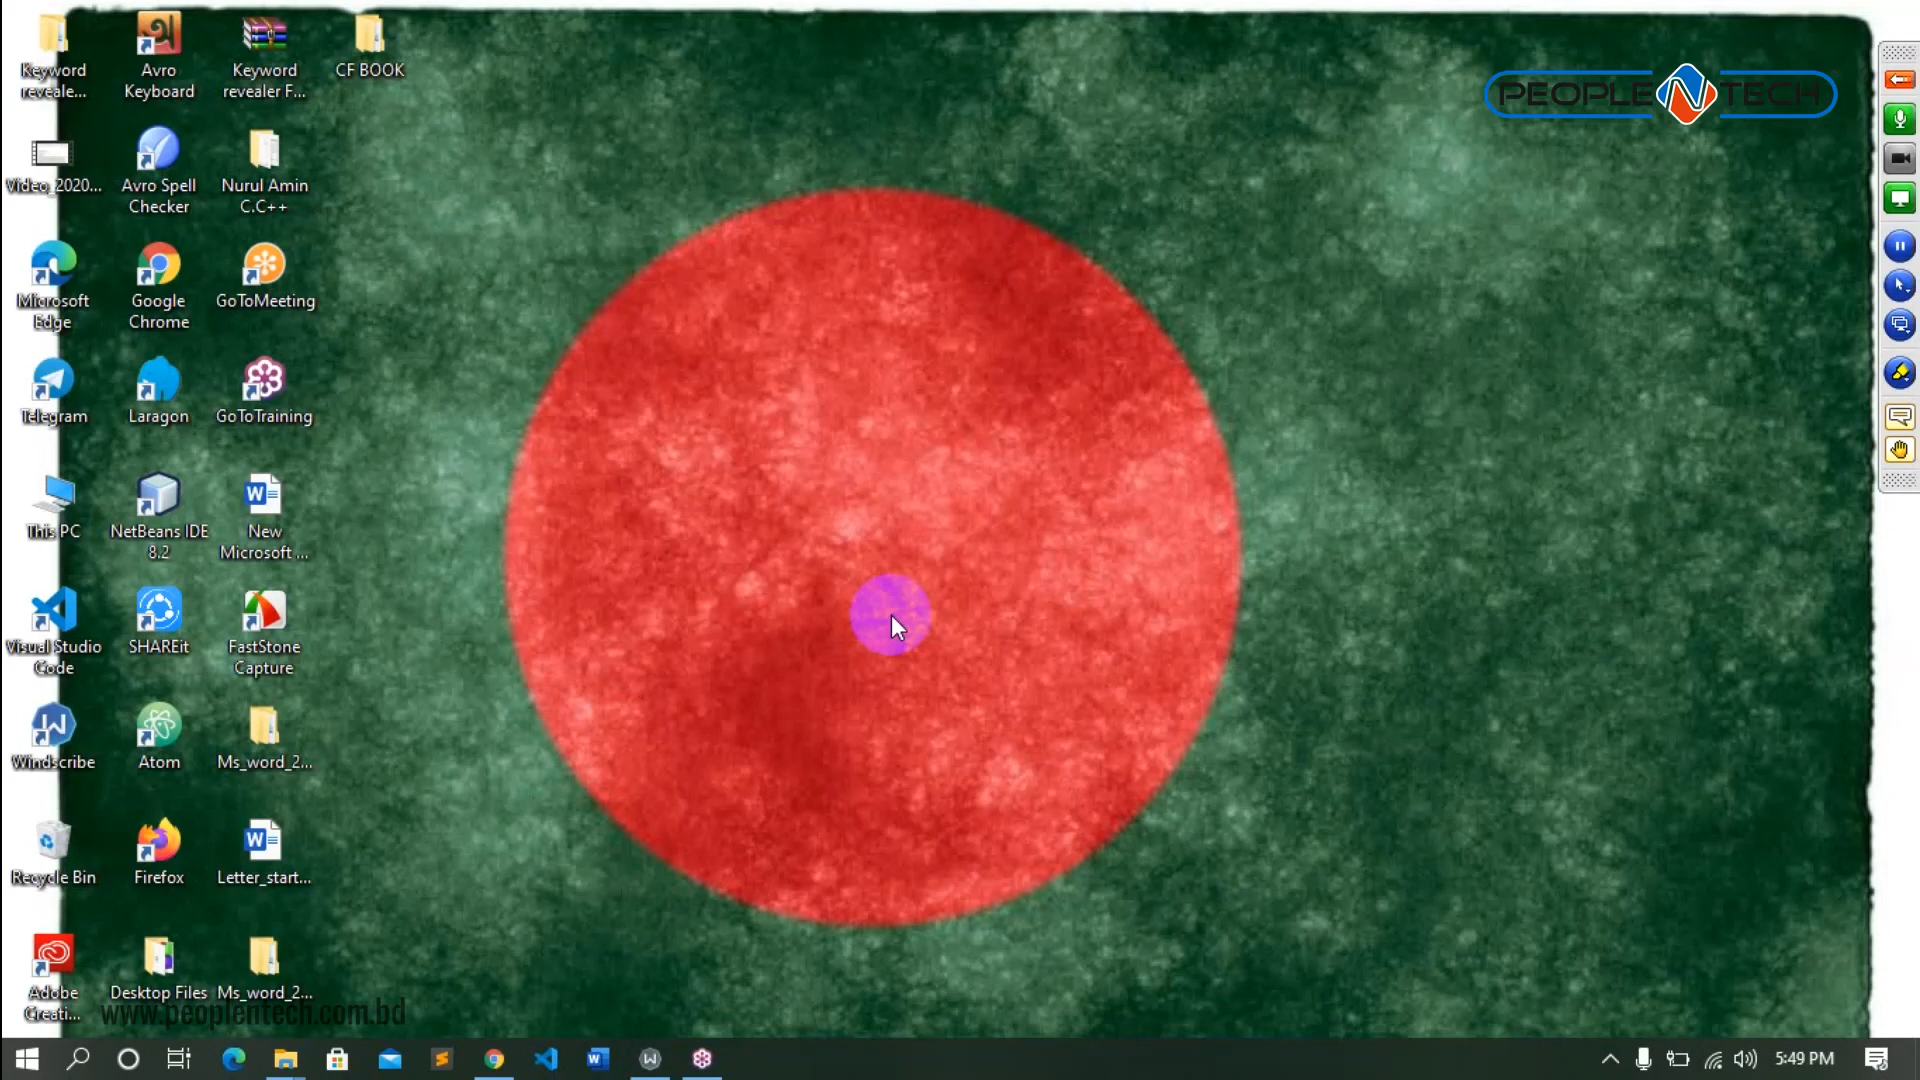 Keyword
reveale...
Avro
Keyboard
Keyword
revealer F...
CF BOOK
PEOPLE N TECH
Video_2020...
Avro Spell
Checker
Nurul Amin
C.C++
Microsoft
Edge
Google
Chrome
GoToMeeting
Telegram
Laragon
GoToTraining
This PC
NetBeans IDE
8.2
New
Microsoft ...
Visual Studio
Code
SHAREit
FastStone
Capture
Windscribe
Atom
Ms_word_2...
Recycle Bin
Firefox
Letter_start...
Adobe
Creati...
Desktop Files
Ms_word_2...
www.peoplentech.com.bd
5:49 PM